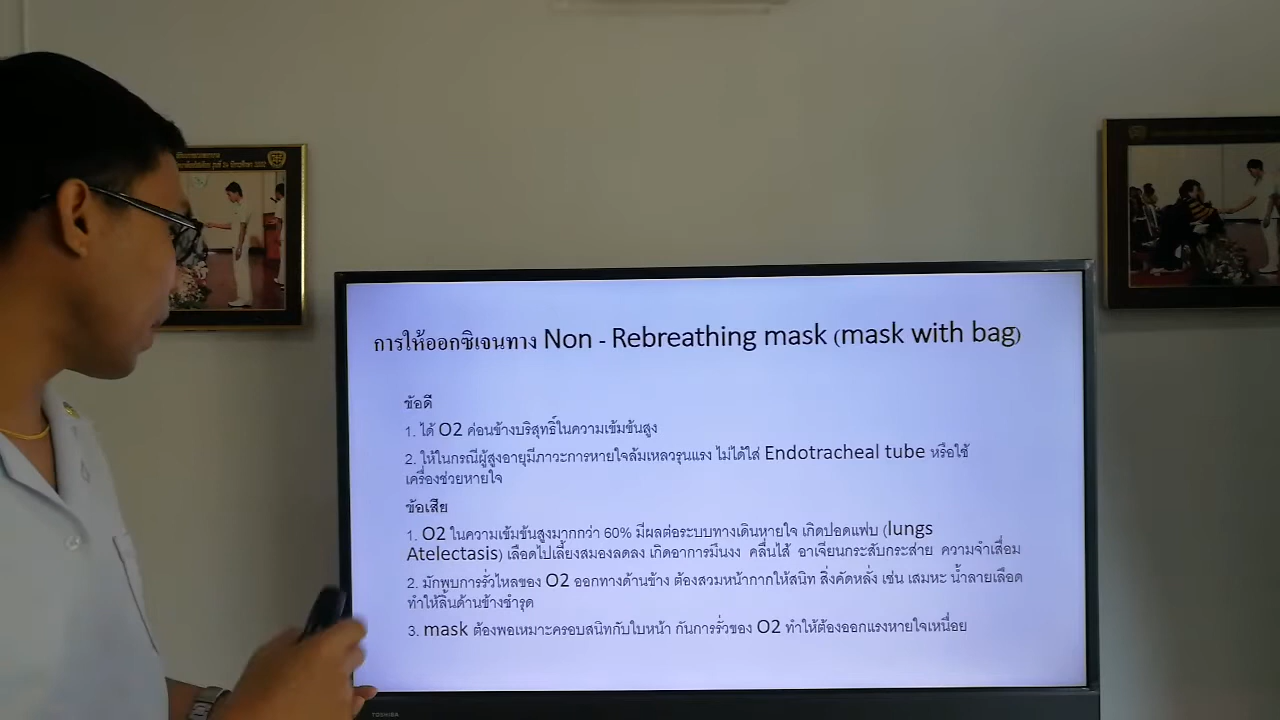 การให้ออกซิเจนทาง Non - Rebreathing mask (mask with bag)
ข้อดี
1. ได้ O2 ค่อนข้างบริสุทธิ์ในความเข้มข้นสูง
2. ให้ในกรณีผู้สูงอายุมีภาวะการหายใจล้มเหลวรุนแรง ไม่ได้ใส่ Endotracheal tube หรือใช้
เครื่องช่วยหายใจ
ข้อเสีย
1. O2 ในความเข้มข้นสูงมากกว่า 60% มีผลต่อระบบทางเดินหายใจ เกิดปอดแฟบ (lungs
Atelectasis) เลือดไปเลี้ยงสมองลดลง เกิดอาการมึนงง คลื่นไส้ อาเจียนกระสับกระส่าย ความจำเสื่อม
2. มักพบการรั่วไหลของ O2 ออกทางด้านข้าง ต้องสวมหน้ากากให้สนิท สิ่งคัดหลั่ง เช่น เสมหะ น้ำลายเลือด
ทำให้ลิ้นด้านข้างชำรุด
3. mask ต้องพอเหมาะครอบสนิทกับใบหน้า กันการรั่วของ O2 ทำให้ต้องออกแรงหายใจเหนื่อย
TOSHIBA